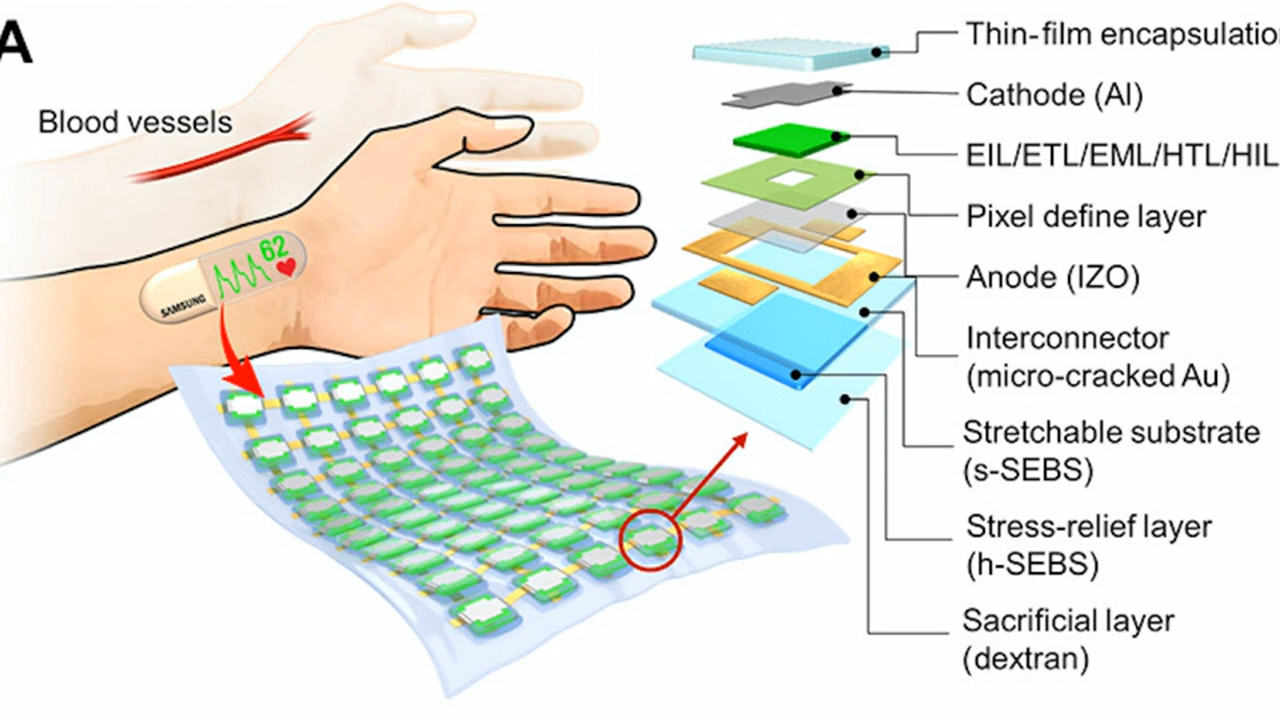 A
Blood vessels
62
SAMSUNG
Thin-film encapsulatio
Cathode (Al)
EIL/ETL/EML/HTL/HIL
Pixel define layer
Anode (IZO)
Interconnector
(micro-cracked Au)
Stretchable substrate
(s-SEBS)
Stress-relief layer
(h-SEBS)
Sacrificial layer
(dextran)